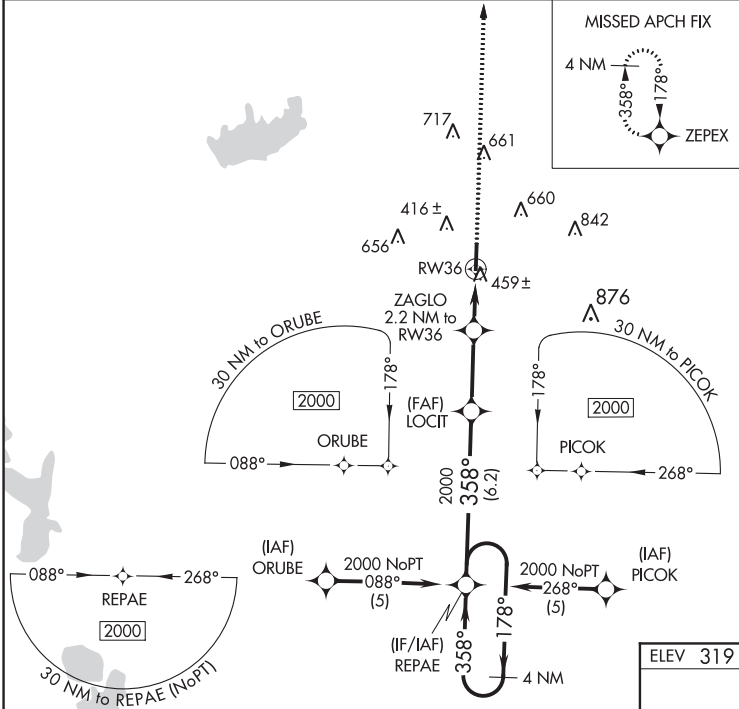 MISSED APCH FIX
4 NM
358°
178°
ZEPEX
717
661
416 ±
660
656
842
RW36
459 ±
ZAGLO
2.2 NM to
RW36
876
30 NM to ORUBE
178°
2000
ORUBE
088°
30 NM to PICOK
178°
2000
PICOK
268°
(FAF)
LOCIT
2000
358°
(6.2)
(IAF)
ORUBE
2000 NoPT
088°
(5)
2000 NoPT
268°
(5)
(IAF)
PICOK
088°
268°
REPAE
2000
30 NM to REPAE (NoPT)
(IF/IAF)
REPAE
358°
178°
4 NM
ELEV 319